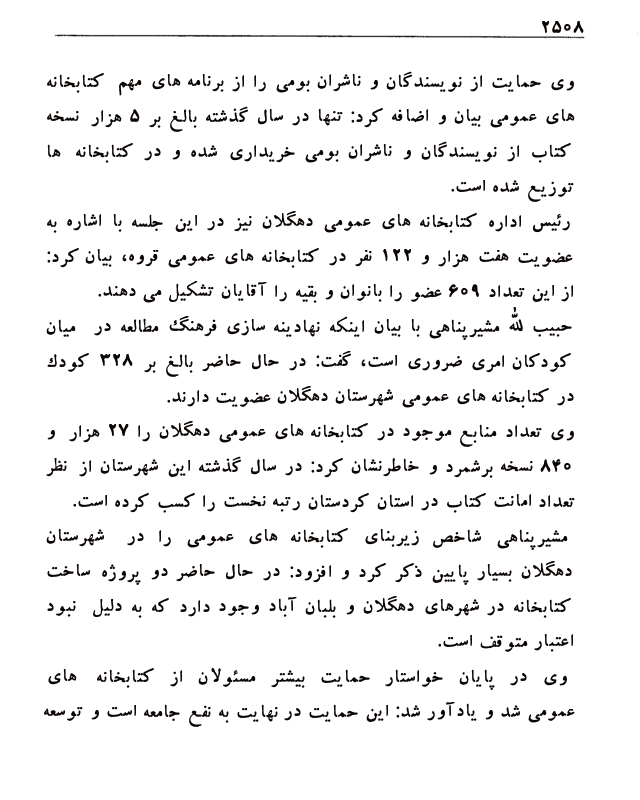 ۲۵۰۸
وی حمایت از نویسندگان و ناشران بومی را از برنامه های مهم کتابخانه
های عمومی بیان و اضافه کرد: تنها در سال گذشته بالغ بر ۵ هزار نسخه
کتاب از نویسندگان و ناشران بومی خریداری شده و در کتابخانه ها
توزیع شده است.
رئیس اداره کتابخانه های عمومی دهگلان نیز در این جلسه با اشاره به
عضویت هفت هزار و ۱۲۲ نفر در کتابخانه های عمومی قروه، بیان کرد:
از این تعداد ۶۰۹ عضو را بانوان و بقیه را آقایان تشکیل می دهند.
حبیب لله مشیرپناهی با بیان اینکه نهادینه سازی فرهنگ مطالعه در میان
کودکان امری ضروری است، گفت: در حال حاضر بالغ بر ۳۲۸ کودك
در کتابخانه های عمومی شهرستان دهگلان عضویت دارند.
وی تعداد منابع موجود در کتابخانه های عمومی دهگلان را ۲۷ هزار و
۸۴۰ نسخه برشمرد و خاطرنشان کرد: در سال گذشته این شهرستان از نظر
تعداد امانت کتاب در استان کردستان رتبه نخست را کسب کرده است.
مشیرپناهی شاخص زیربنای کتابخانه های عمومی را در شهرستان
دهگلان بسیار پایین ذکر کرد و افزود: در حال حاضر دو پروژه ساخت
کتابخانه در شهرهای دهگلان و بلبان آباد وجود دارد که به دلیل نبود
اعتبار متوقف است.
وی در پایان خواستار حمایت بیشتر مسئولان از کتابخانه های
عمومی شد و یادآور شد: این حمایت در نهایت به نفع جامعه است و توسعه